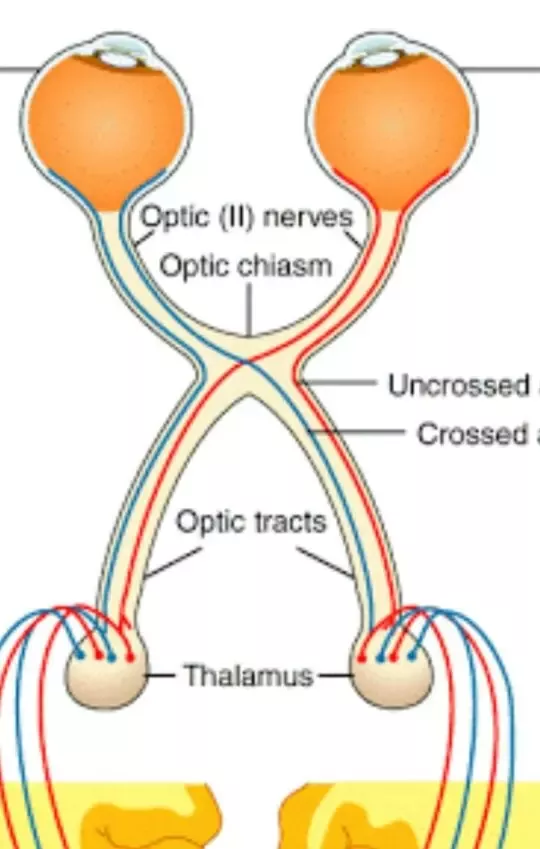 Optic (II) nerves
Optic chiasm
Uncrossed
Crossed
Optic tracts
Thalamus